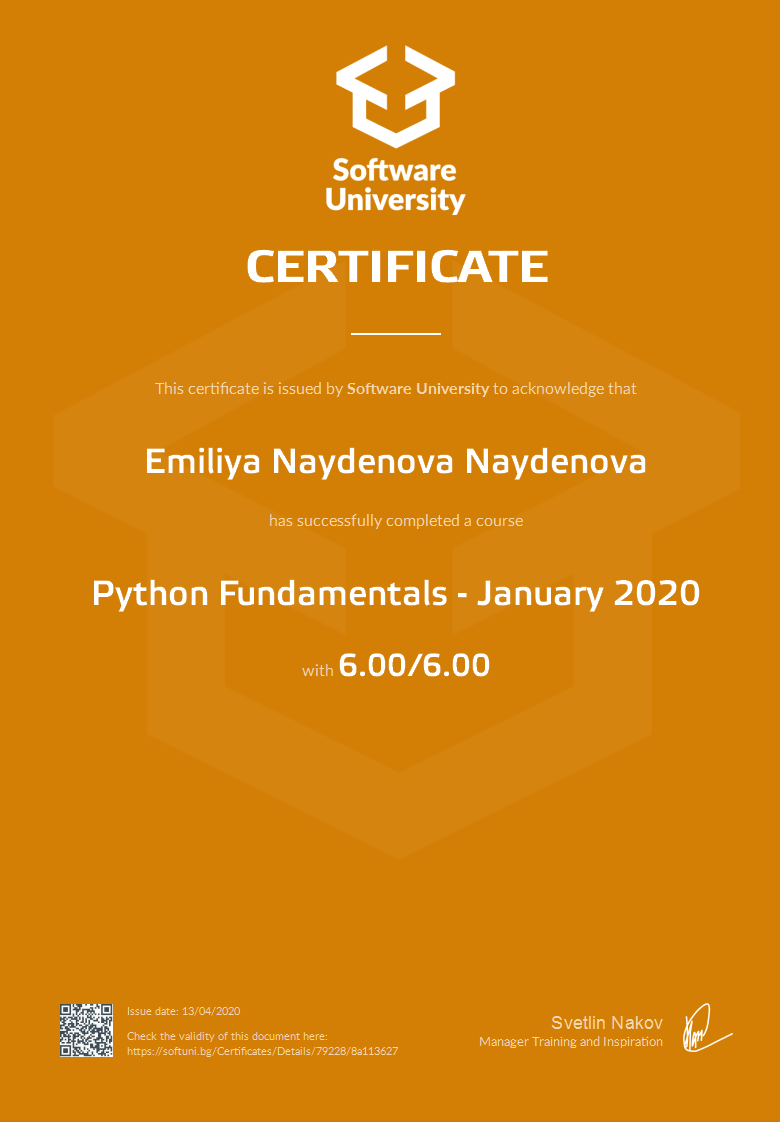 Software
University
CERTIFICATE
This certificate is issued by Software University to acknowledge that
Emiliya Naydenova Naydenova
has successfully completed a course
Python Fundamentals - January 2020
with 6.00/6.00
Issue date: 13/04/2020
Check the validity of this document here:
https://softuni.bg/Certificates/Details/79228/8a113627
Svetlin Nakov
Manager Training and Inspiration